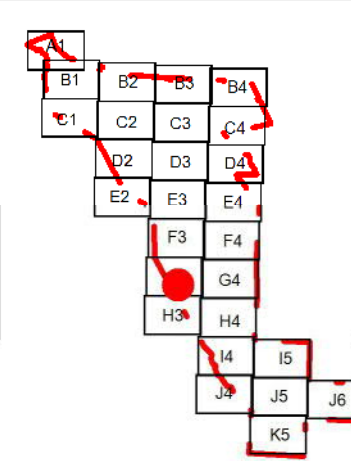 A1
B1 B2 B3 B4
C1 C2 C3 C4
D2 D3 D4
E2 E3 E4
F3 F4
G4
H3 H4
I4 I5
J4 J5 J6
K5